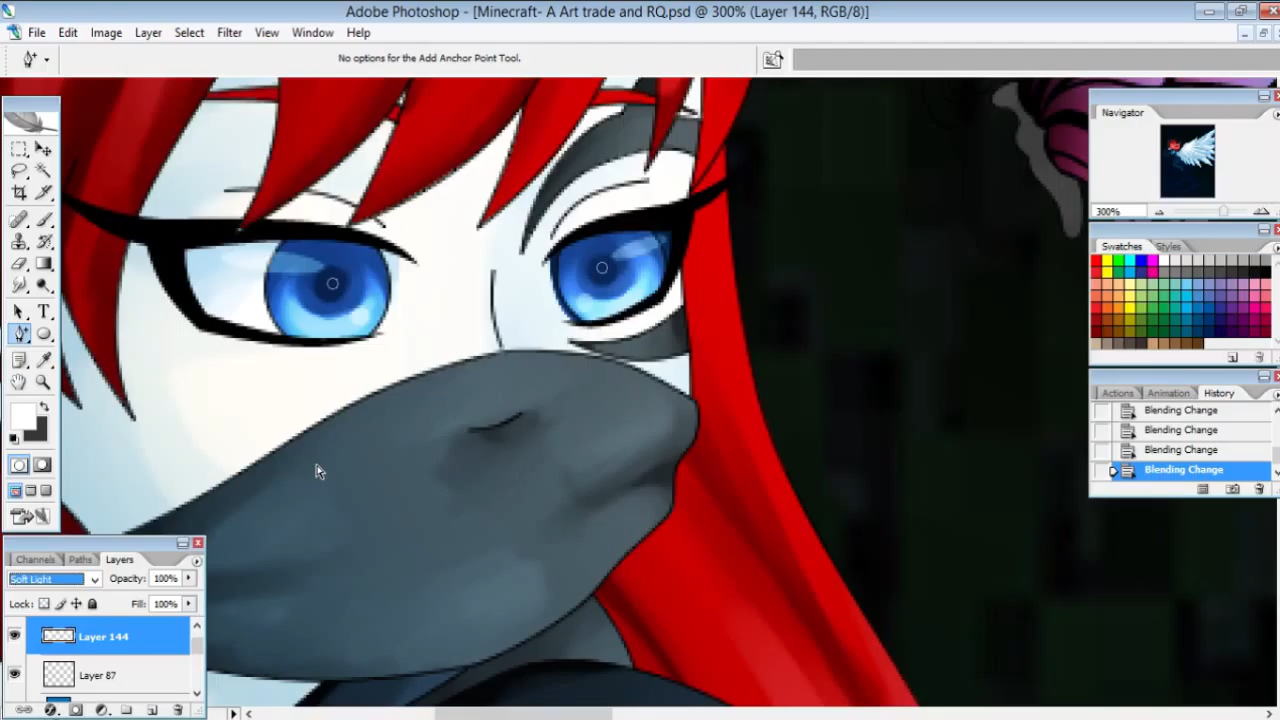 Adobe Photoshop - [Minecraft- A Art trade and RQ.psd @ 300% (Layer 144, RGB/8)]
File Edit Image Layer Select Filter View Window Help
No options for the Add Anchor Point Tool.
Navigator
300%
Swatches Styles
Actions Animation History
Blending Change
Blending Change
Blending Change
Blending Change
Channels Paths Layers
Soft Light Opacity: 100%
Lock: Fill: 100%
Layer 144
Layer 87